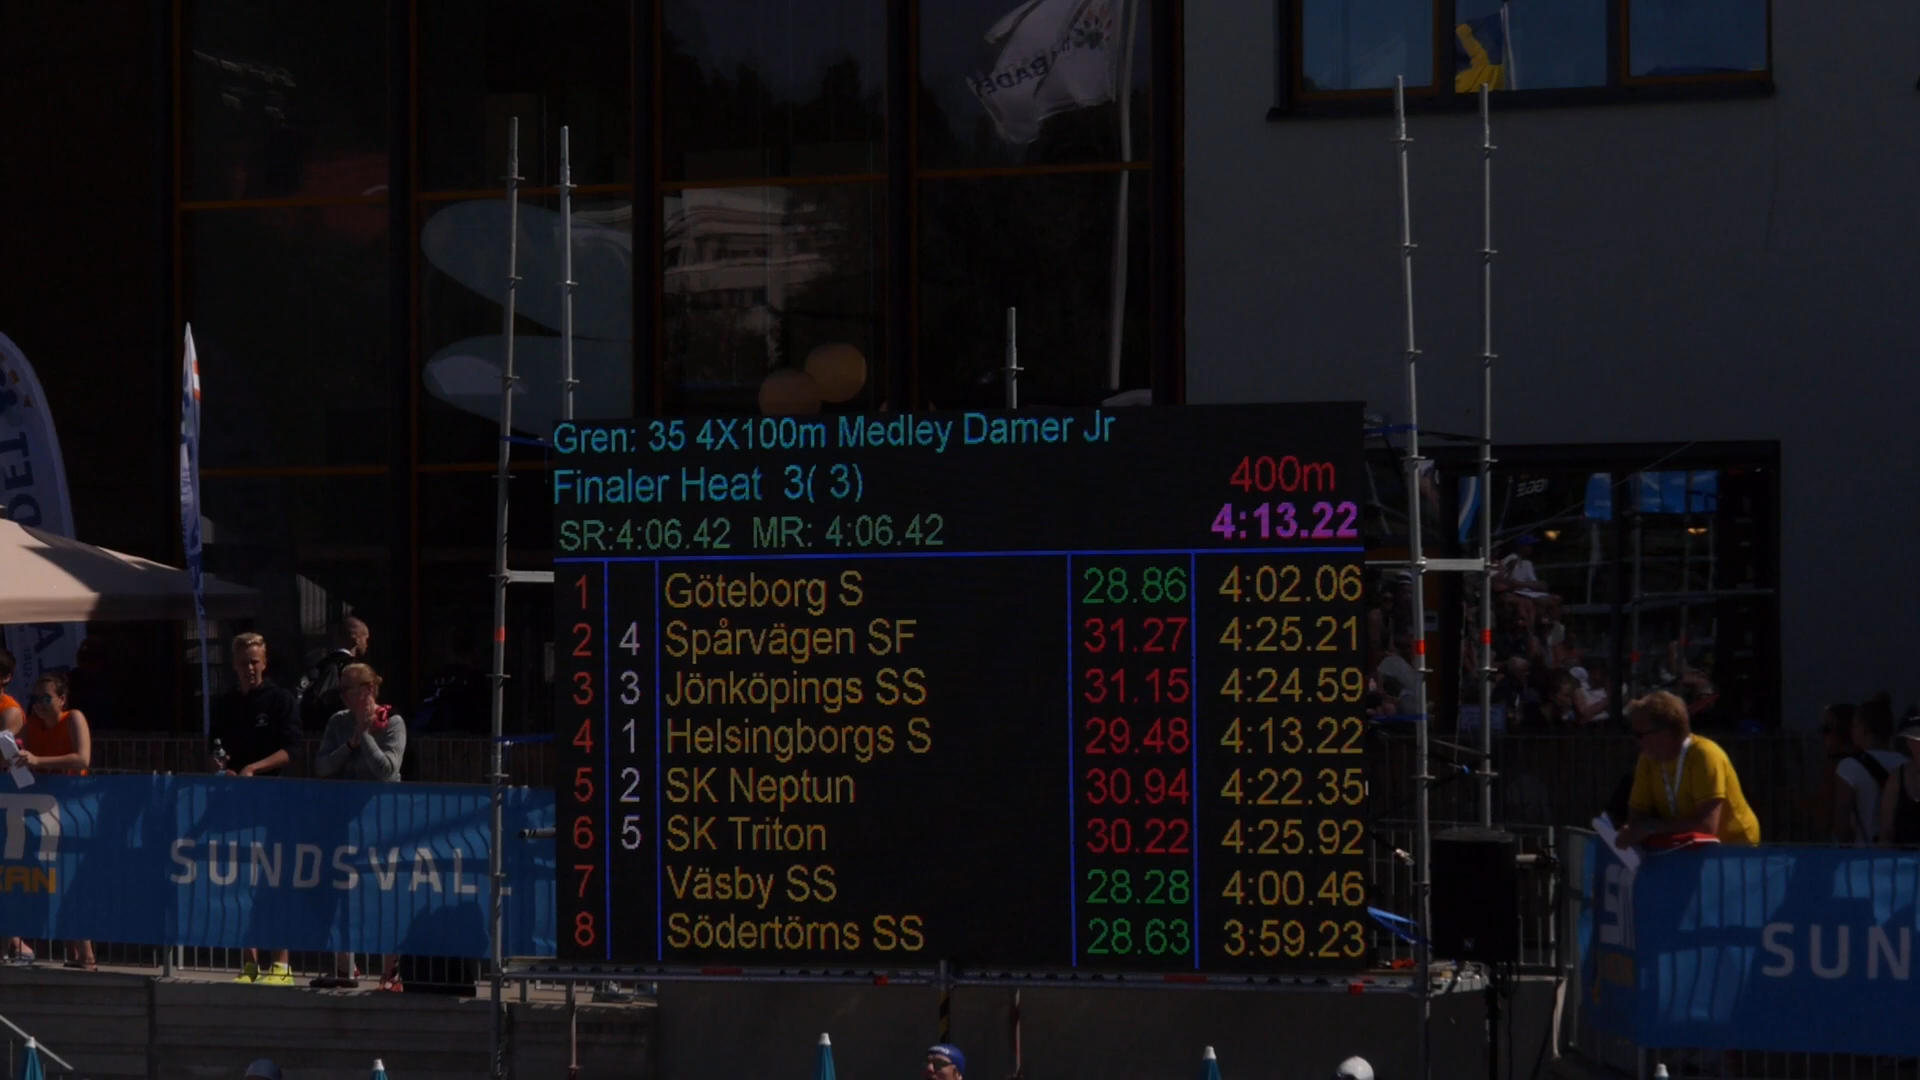 Gren: 35 4X100m Medley Damer Jr
Finaler Heat 3( 3)
400m
SR:4:06.42 MR: 4:06.42
4:13.22
1 Göteborg S 28.86 4:02.06
2 4 Spårvägen SF 31.27 4:25.21
3 3 Jönköpings SS 31.15 4:24.59
4 1 Helsingborgs S 29.48 4:13.22
5 2 SK Neptun 30.94 4:22.35
6 5 SK Triton 30.22 4:25.92
7 Väsby SS 28.28 4:00.46
8 Södertörns SS 28.63 3:59.23
SUNDSVALL
SUN